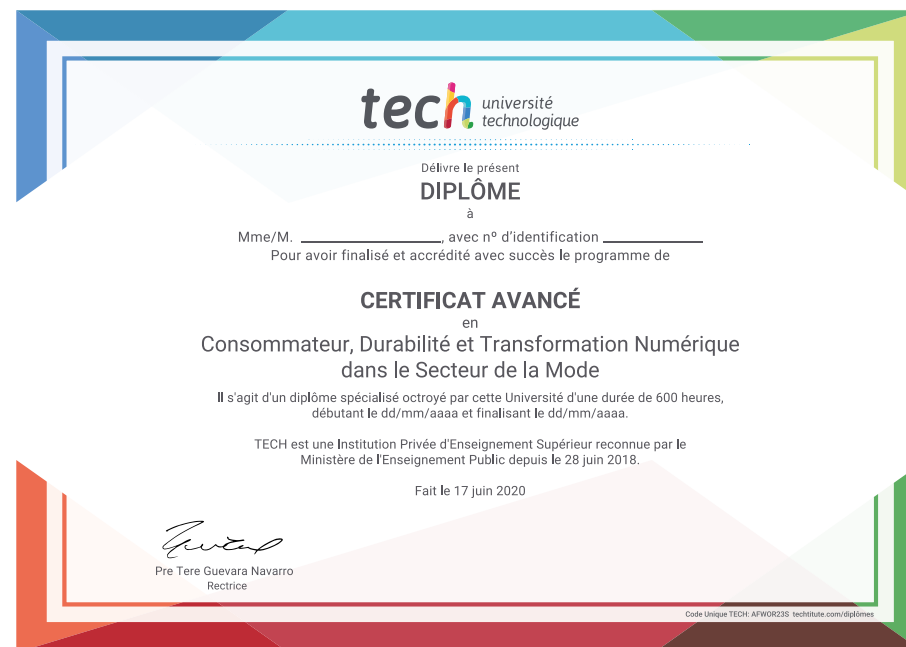 tech université
technologique
Délivre le présent
DIPLÔME
à
Mme/M. ____________________, avec nº d'identification ______________
Pour avoir finalisé et accrédité avec succès le programme de
CERTIFICAT AVANCÉ
en
Consommateur, Durabilité et Transformation Numérique
dans le Secteur de la Mode
Il s'agit d'un diplôme spécialisé octroyé par cette Université d'une durée de 600 heures,
débutant le dd/mm/aaaa et finalisant le dd/mm/aaaa.
TECH est une Institution Privée d'Enseignement Supérieur reconnue par le
Ministère de l'Enseignement Public depuis le 28 juin 2018.
Fait le 17 juin 2020
Pre Tere Guevara Navarro
Rectrice
Code Unique TECH: AFWOR23S techtitute.com/diplômes